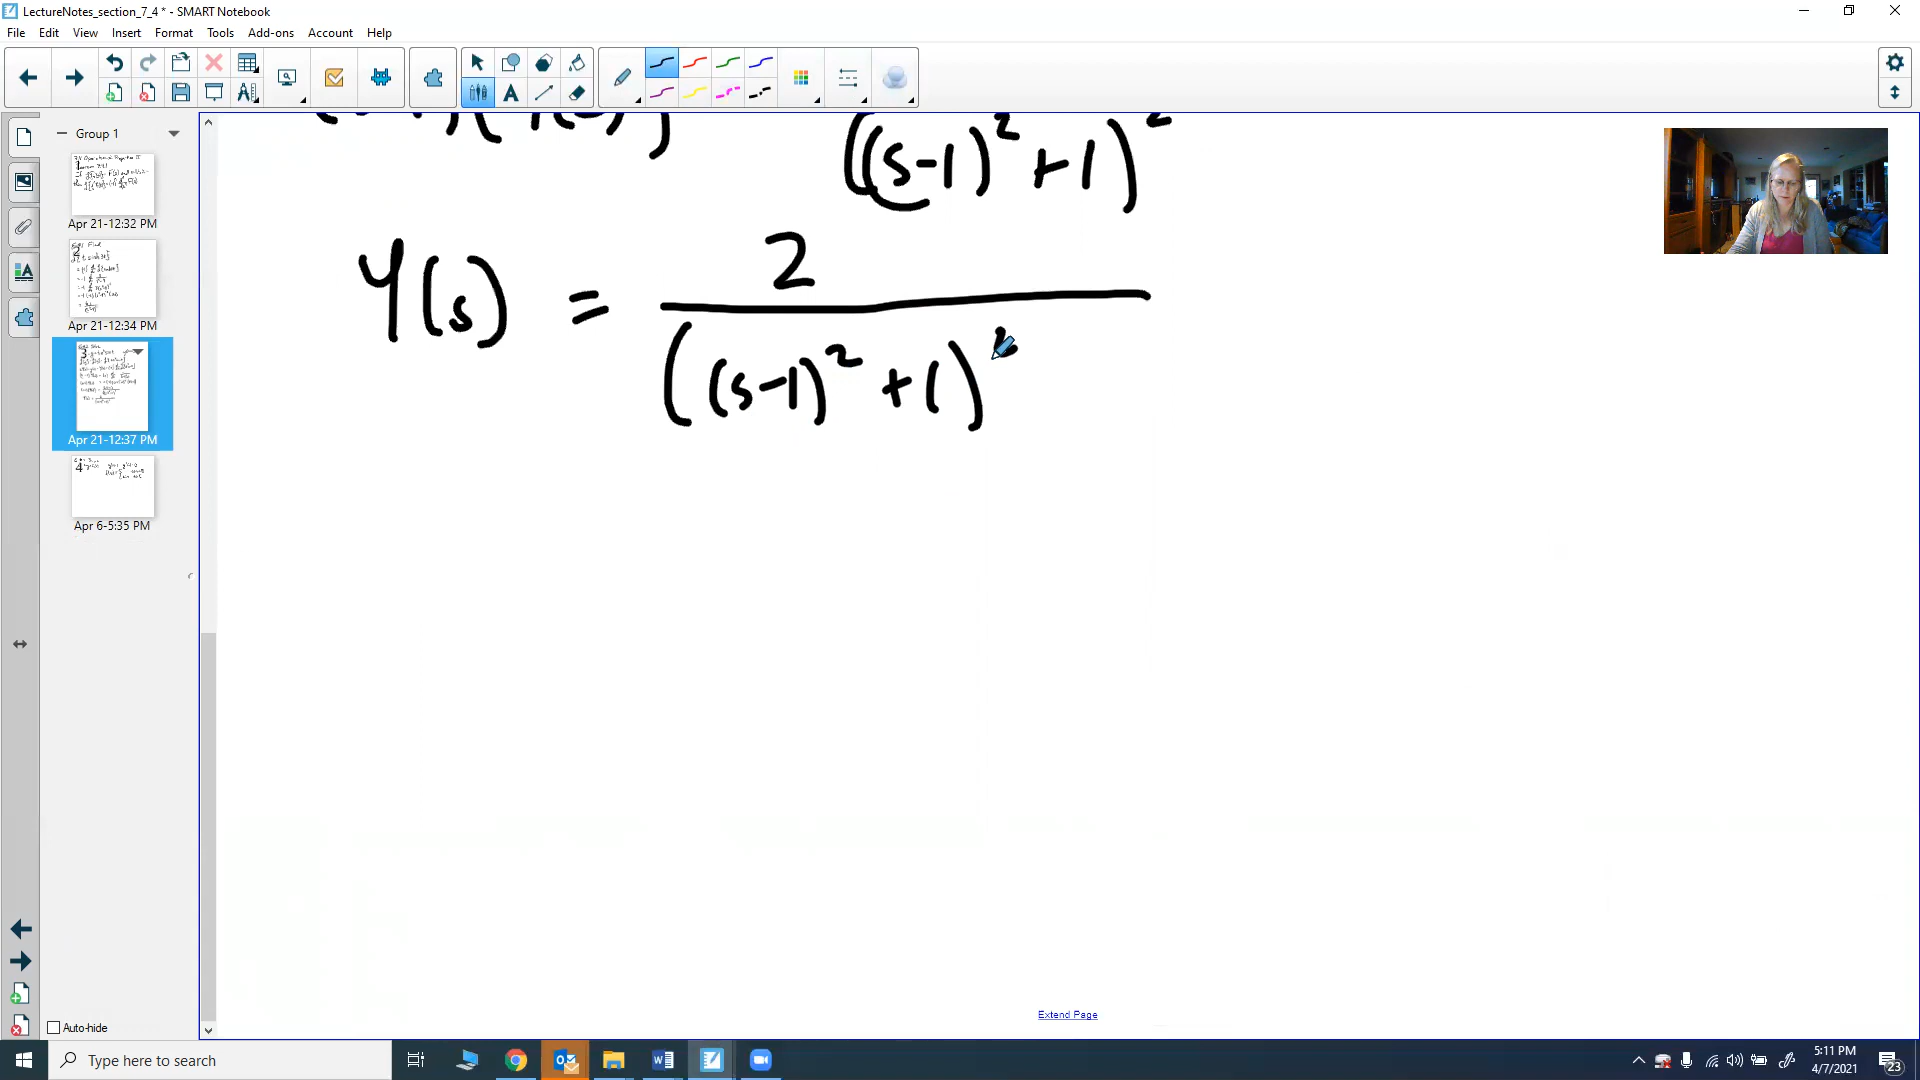 LectureNotes_section_7_4 * - SMART Notebook
File Edit View Insert Format Tools Add-ons Account Help
Group 1
Apr 21-12:32 PM
Apr 21-12:34 PM
Apr 21-12:37 PM
Apr 6-5:35 PM
((s-1)² +1)²
Y(s) = 2
((s-1)² +1)²
Extend Page
Auto-hide
Type here to search
5:11 PM
4/7/2021
23